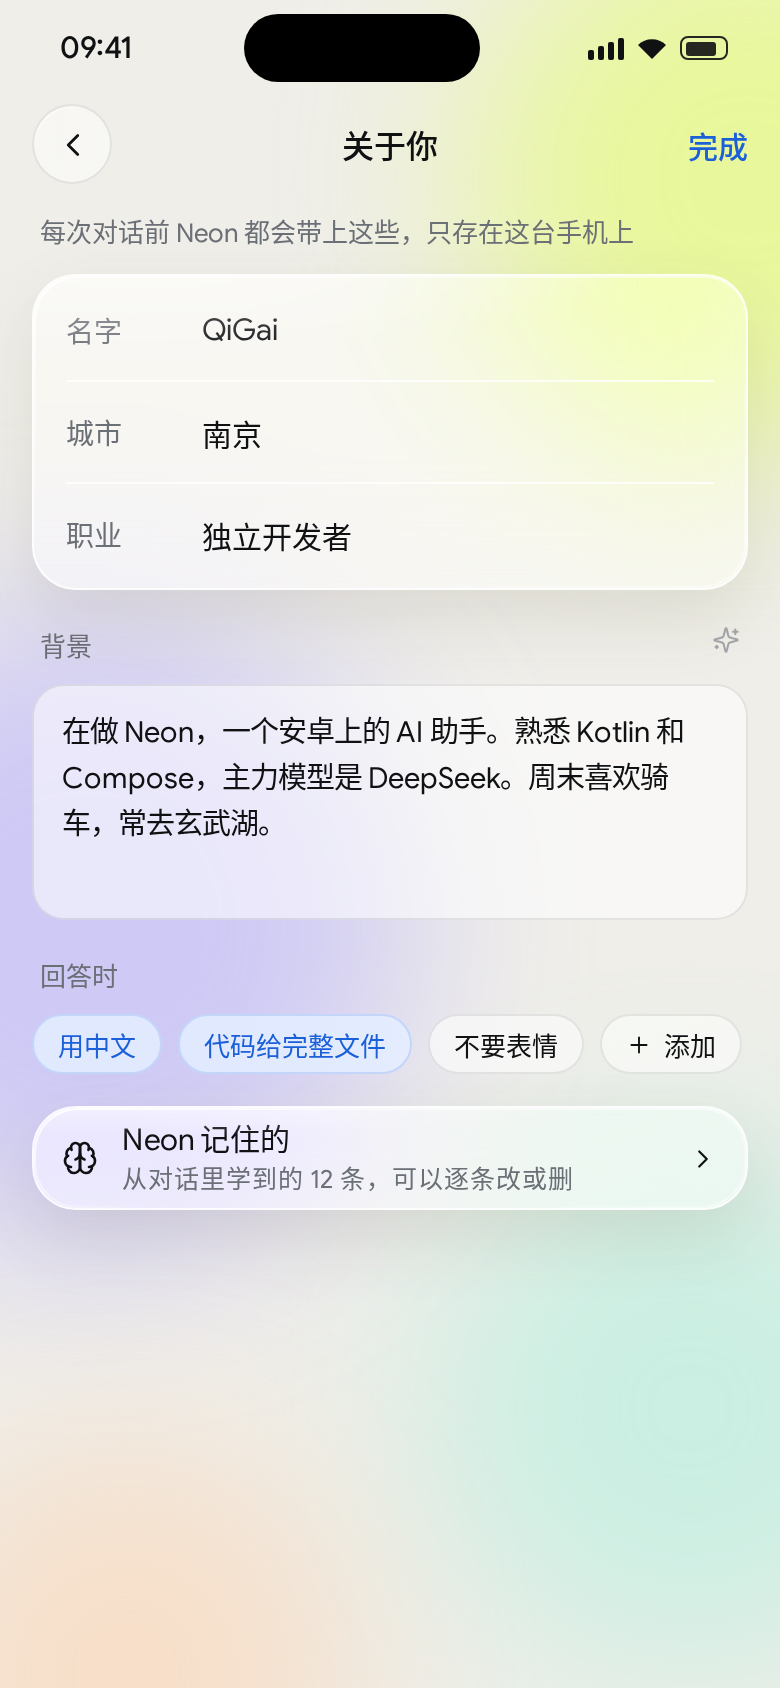 09:41
关于你
完成
每次对话前 Neon 都会带上这些，只存在这台手机上
名字 QiGai
城市 南京
职业 独立开发者
背景
在做 Neon，一个安卓上的 AI 助手。熟悉 Kotlin 和
Compose，主力模型是 DeepSeek。周末喜欢骑
车，常去玄武湖。
回答时
用中文 代码给完整文件 不要表情 + 添加
Neon 记住的
从对话里学到的 12 条，可以逐条改或删